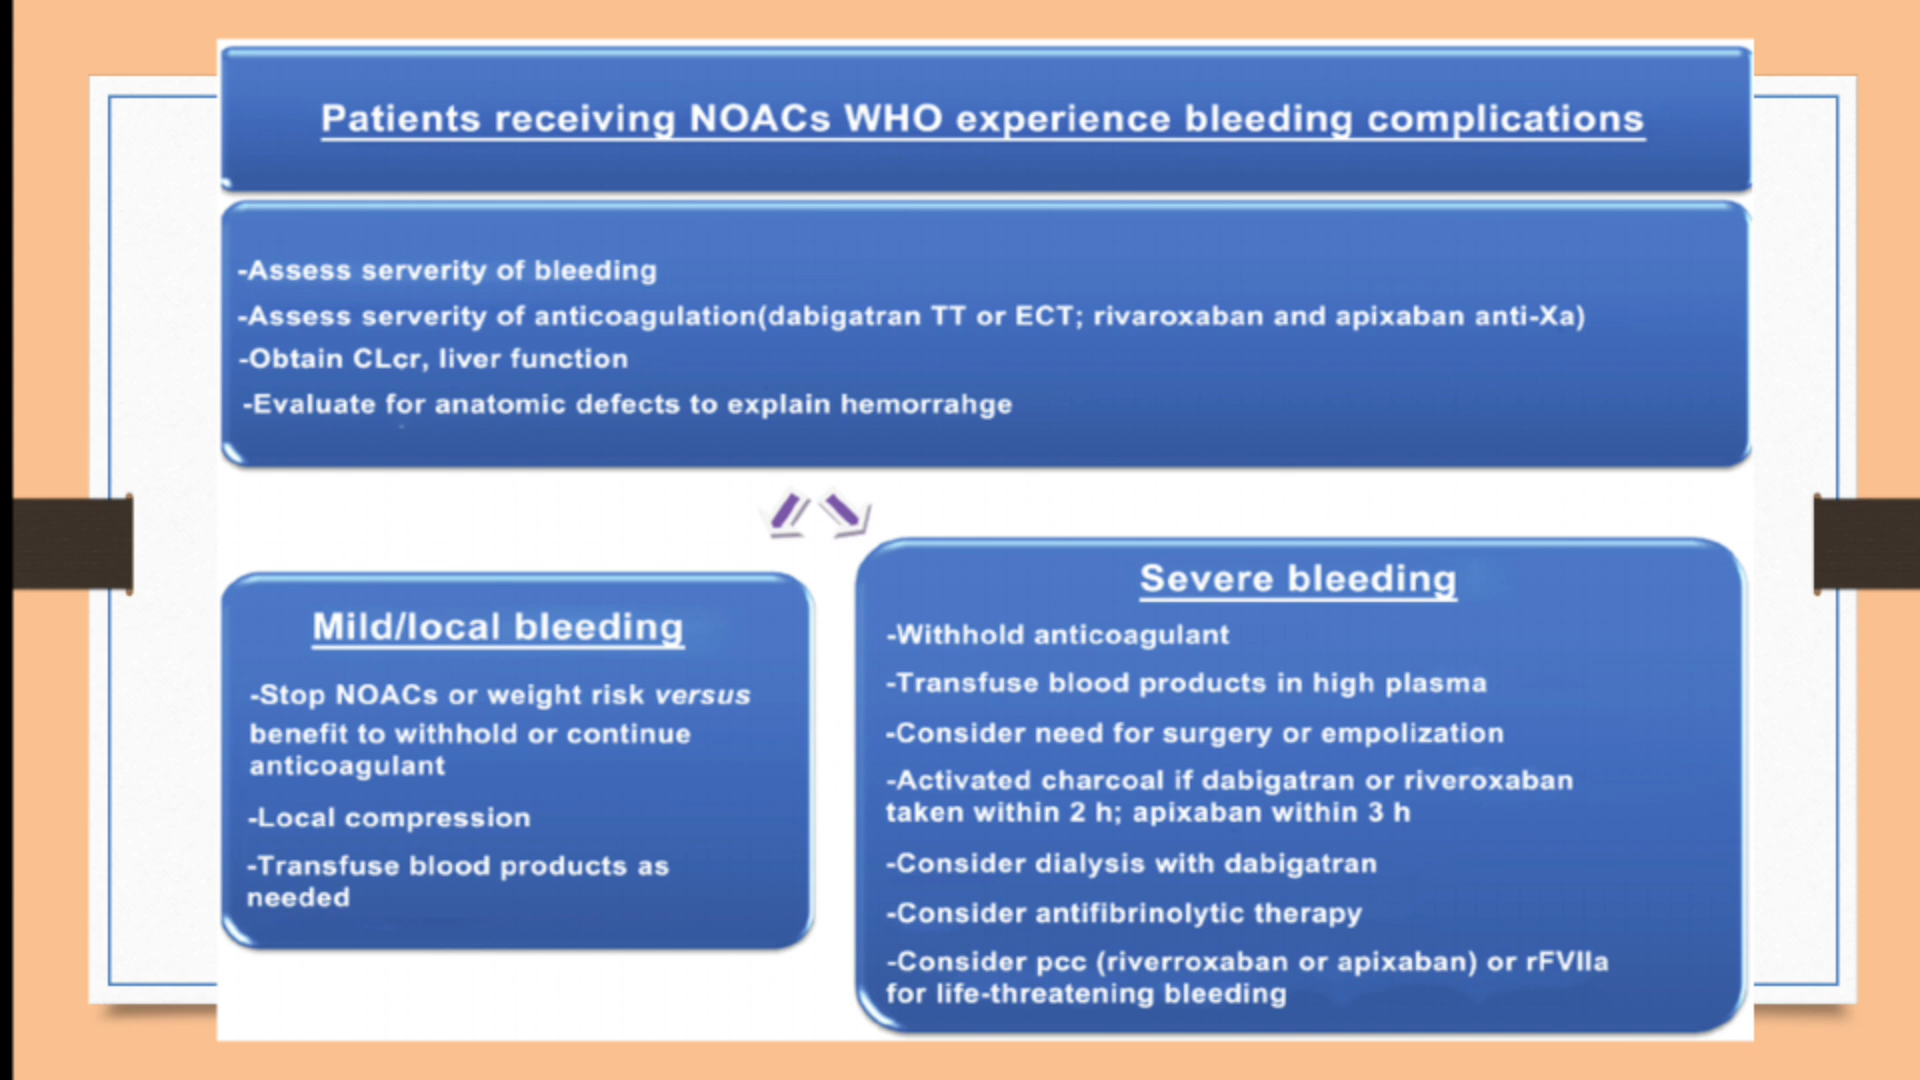 Patients receiving NOACs WHO experience bleeding complications
-Assess serverity of bleeding
-Assess serverity of anticoagulation(dabigatran TT or ECT; rivaroxaban and apixaban anti-Xa)
-Obtain CLcr, liver function
-Evaluate for anatomic defects to explain hemorrahge
Mild/local bleeding
-Stop NOACs or weight risk versus
benefit to withhold or continue
anticoagulant
-Local compression
-Transfuse blood products as
needed
Severe bleeding
-Withhold anticoagulant
-Transfuse blood products in high plasma
-Consider need for surgery or empolization
-Activated charcoal if dabigatran or riveroxaban
taken within 2 h; apixaban within 3 h
-Consider dialysis with dabigatran
-Consider antifibrinolytic therapy
-Consider pcc (riverroxaban or apixaban) or rFVIIa
for life-threatening bleeding